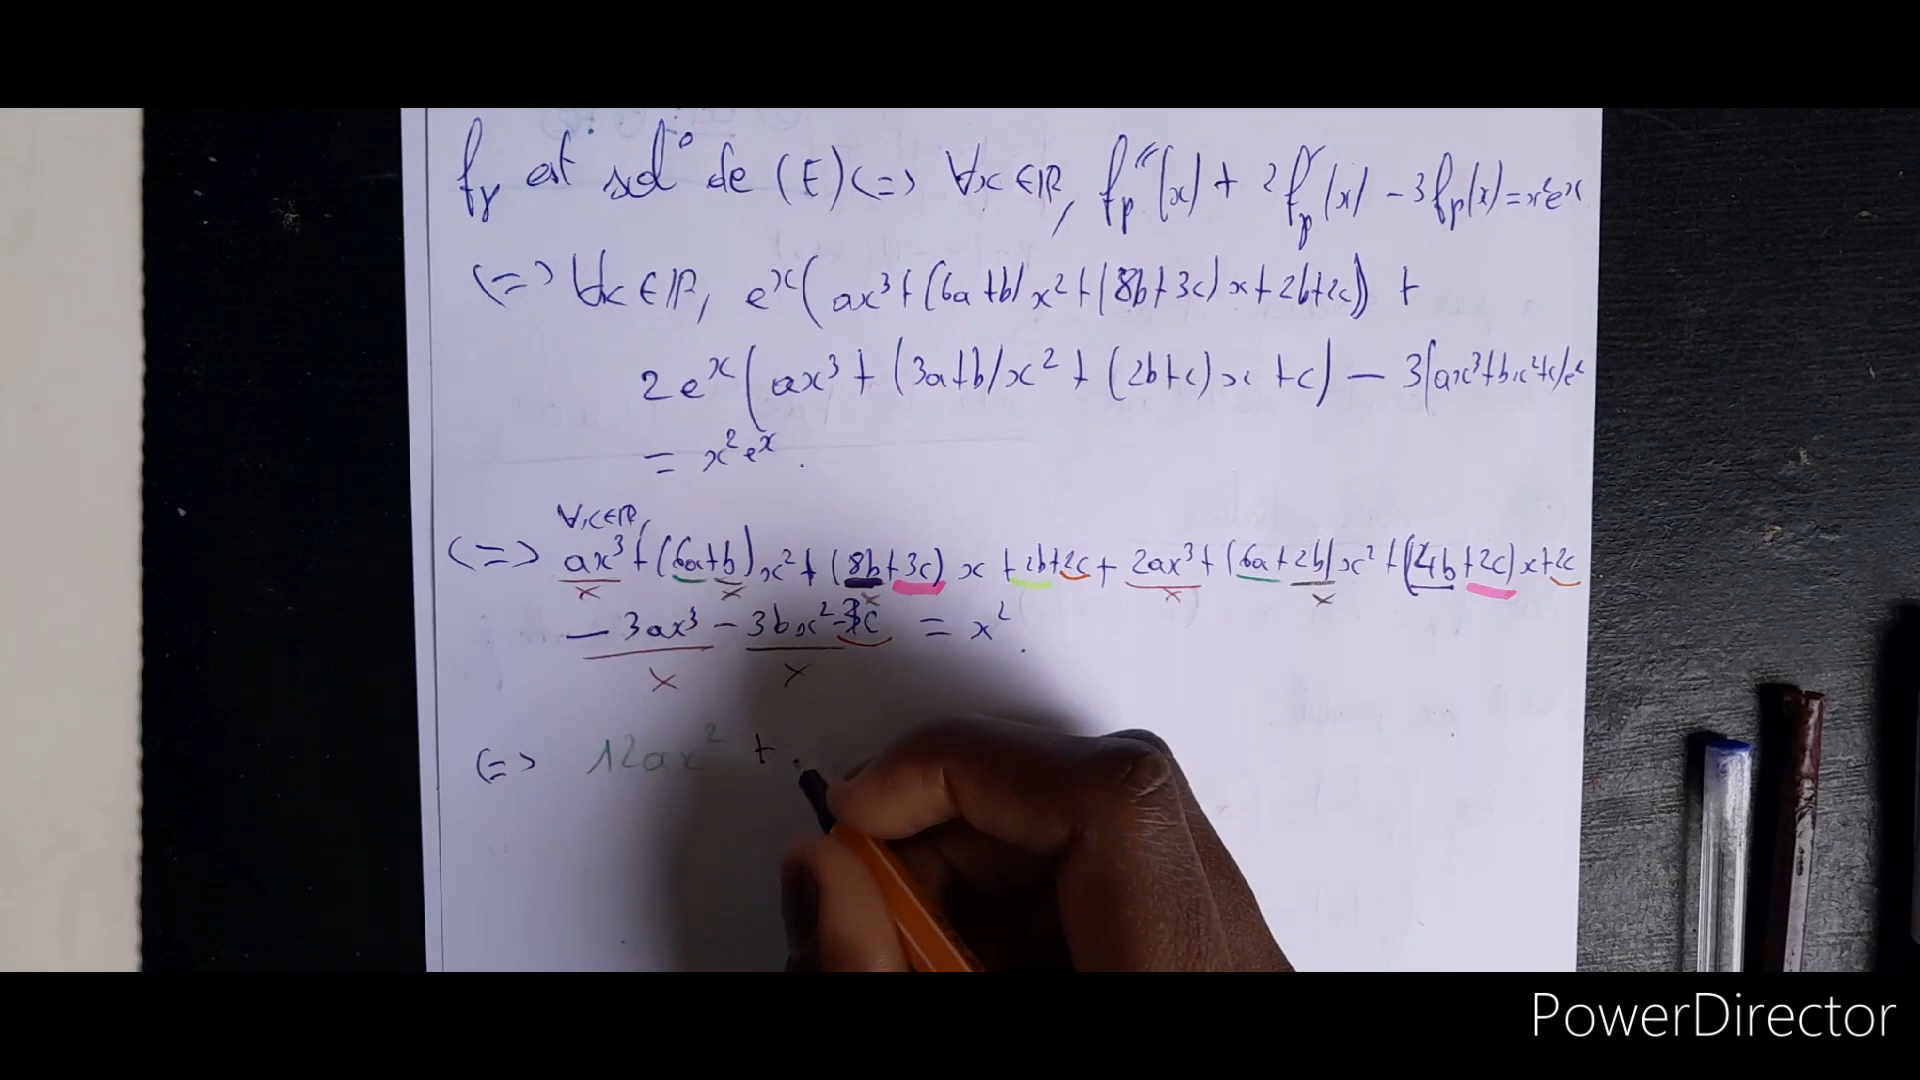 fp est sol° de (E) <=> ∀x∈ℝ, fp''(x) + 2fp'(x) - 3fp(x) = x²eˣ
<=> ∀x∈ℝ, eˣ(ax³+(6a+b)x²+(8b+3c)x+2b+2c)) +
2eˣ(ax³+(3a+b)x²+(2b+c)x+c) - 3(ax³+bx²+c)eˣ
= x²eˣ.
∀x∈ℝ,
<=> ax³+(6a+b)x²+(8b+3c)x+2b+2c+2ax³+(6a+2b)x²+(4b+2c)x+2c
-3ax³-3bx²-3c = x².
<=> 12ax² +
PowerDirector